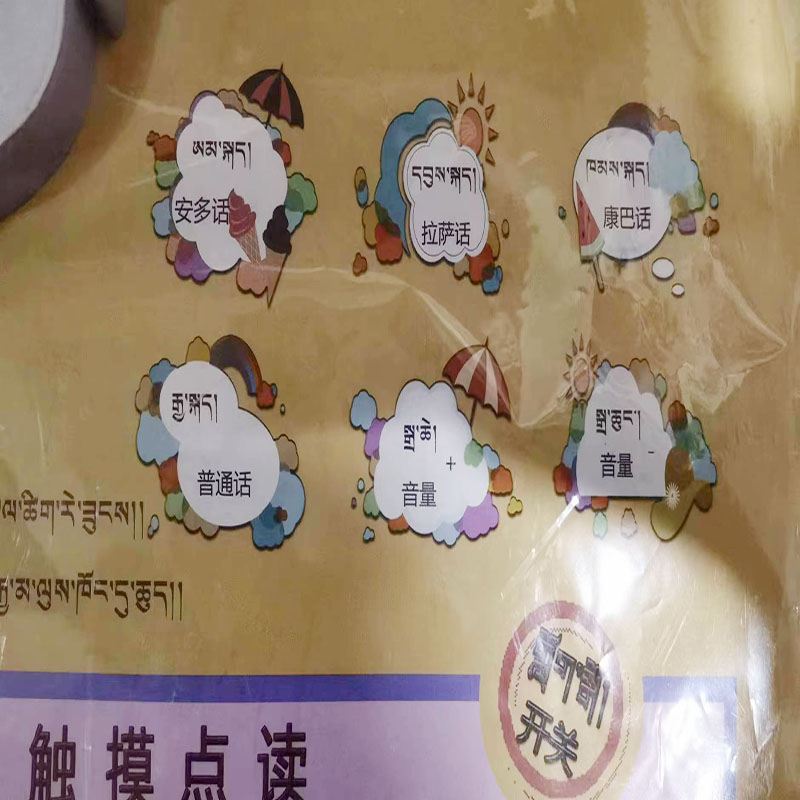 ཨམ་སྐད།
安多话
དབུས་སྐད།
拉萨话
ཁམས་སྐད།
康巴话
རྒྱ་སྐད།
普通话
སྒྲ་ཆེ། +
音量
སྒྲ་ཆུང་། -
音量
ཚིག་རེ་ཟུངས།།
མ་ལུས་ཁོང་དུ་ཆུད།།
开关
触摸点读